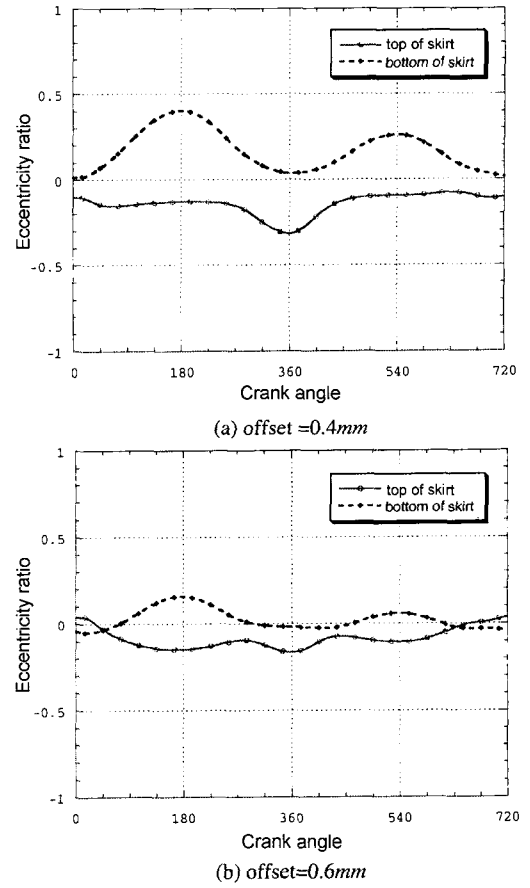 1
top of skirt
bottom of skirt
0.5
0
-0.5
-1
Eccentricity ratio
0 180 360 540 720
Crank angle
(a) offset =0.4mm
1
top of skirt
bottom of skirt
0.5
0
-0.5
-1
Eccentricity ratio
0 180 360 540 720
Crank angle
(b) offset=0.6mm